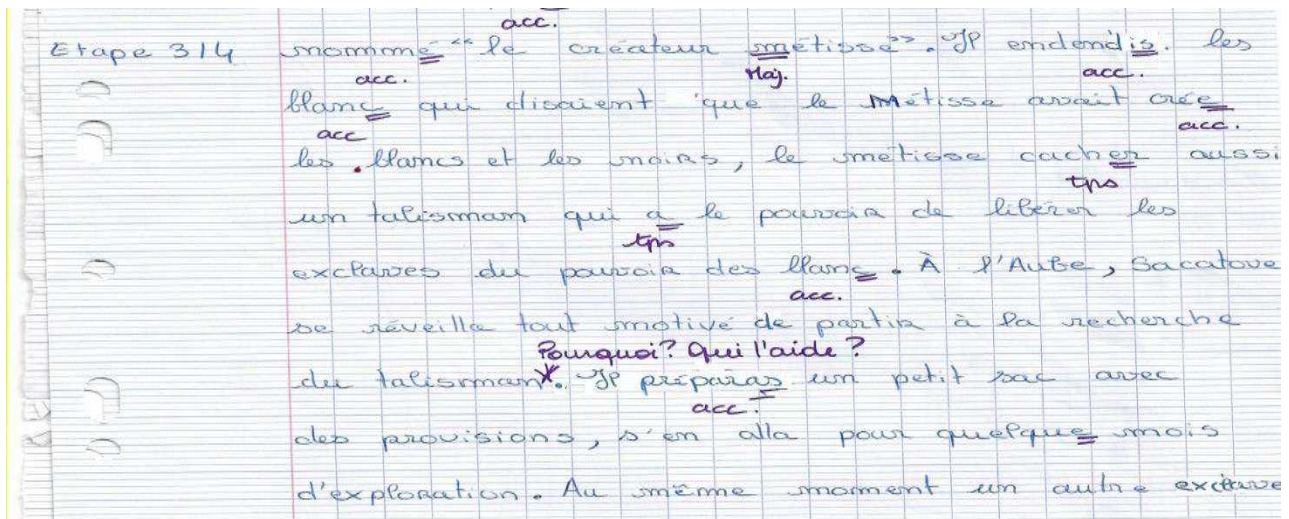 acc.
Etape 3/4 nommé "le créateur métisse". Il endendis. les
acc. Maj. acc.
blanc qui disaient que le Métisse avait crée
acc acc.
les .blancs et les noirs, le métisse cacher aussi
tps
un talisman qui a le pouvoir de libérer les
tps
exclaves du pouvoir des blanc. À l'Aube, Sacatove
acc.
se réveilla tout motivé de partir à la recherche
Pourquoi? Qui l'aide?
du talisman*. Il préparas un petit sac avec
acc.
des provisions, s'en alla pour quelque mois
d'exploration. Au même moment un autre exclave